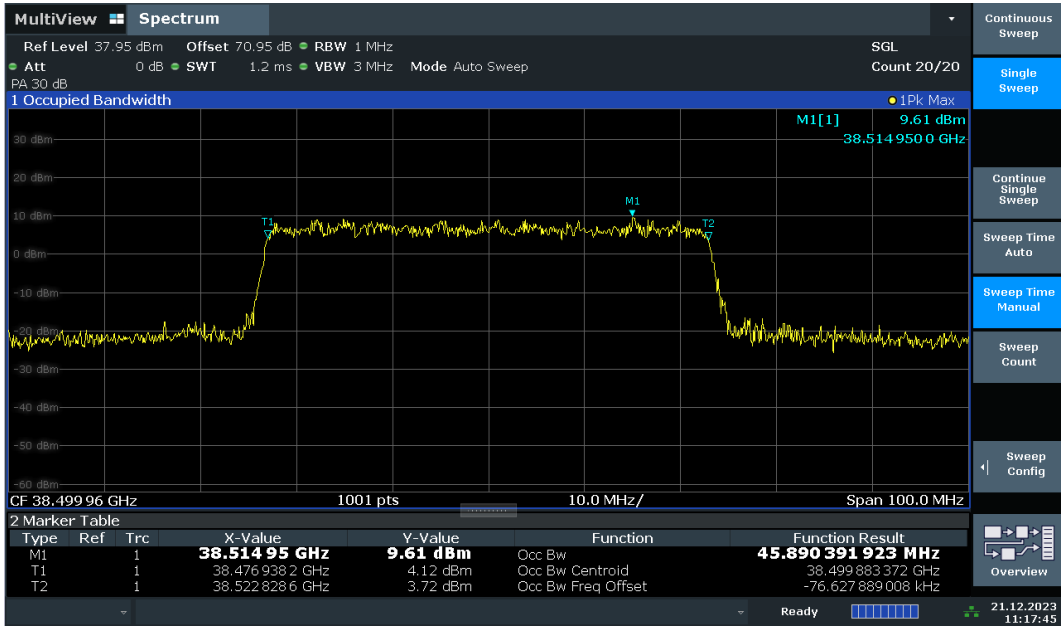 MultiView Spectrum
Ref Level 37.95 dBm Offset 70.95 dB RBW 1 MHz SGL
Att 0 dB SWT 1.2 ms VBW 3 MHz Mode Auto Sweep Count 20/20
PA 30 dB
1 Occupied Bandwidth 1Pk Max
M1[1] 9.61 dBm
38.514 950 0 GHz
30 dBm
20 dBm
10 dBm
0 dBm
-10 dBm
-20 dBm
-30 dBm
-40 dBm
-50 dBm
-60 dBm
T1
M1
T2
CF 38.499 96 GHz 1001 pts 10.0 MHz/ Span 100.0 MHz
2 Marker Table
Type Ref Trc X-Value Y-Value Function Function Result
M1 1 38.514 95 GHz 9.61 dBm Occ Bw 45.890 391 923 MHz
T1 1 38.476 938 2 GHz 4.12 dBm Occ Bw Centroid 38.499 883 372 GHz
T2 1 38.522 828 6 GHz 3.72 dBm Occ Bw Freq Offset -76.627 889 008 kHz
Ready
21.12.2023
11:17:45
Continuous
Sweep
Single
Sweep
Continue
Single
Sweep
Sweep Time
Auto
Sweep Time
Manual
Sweep
Count
Sweep
Config
Overview